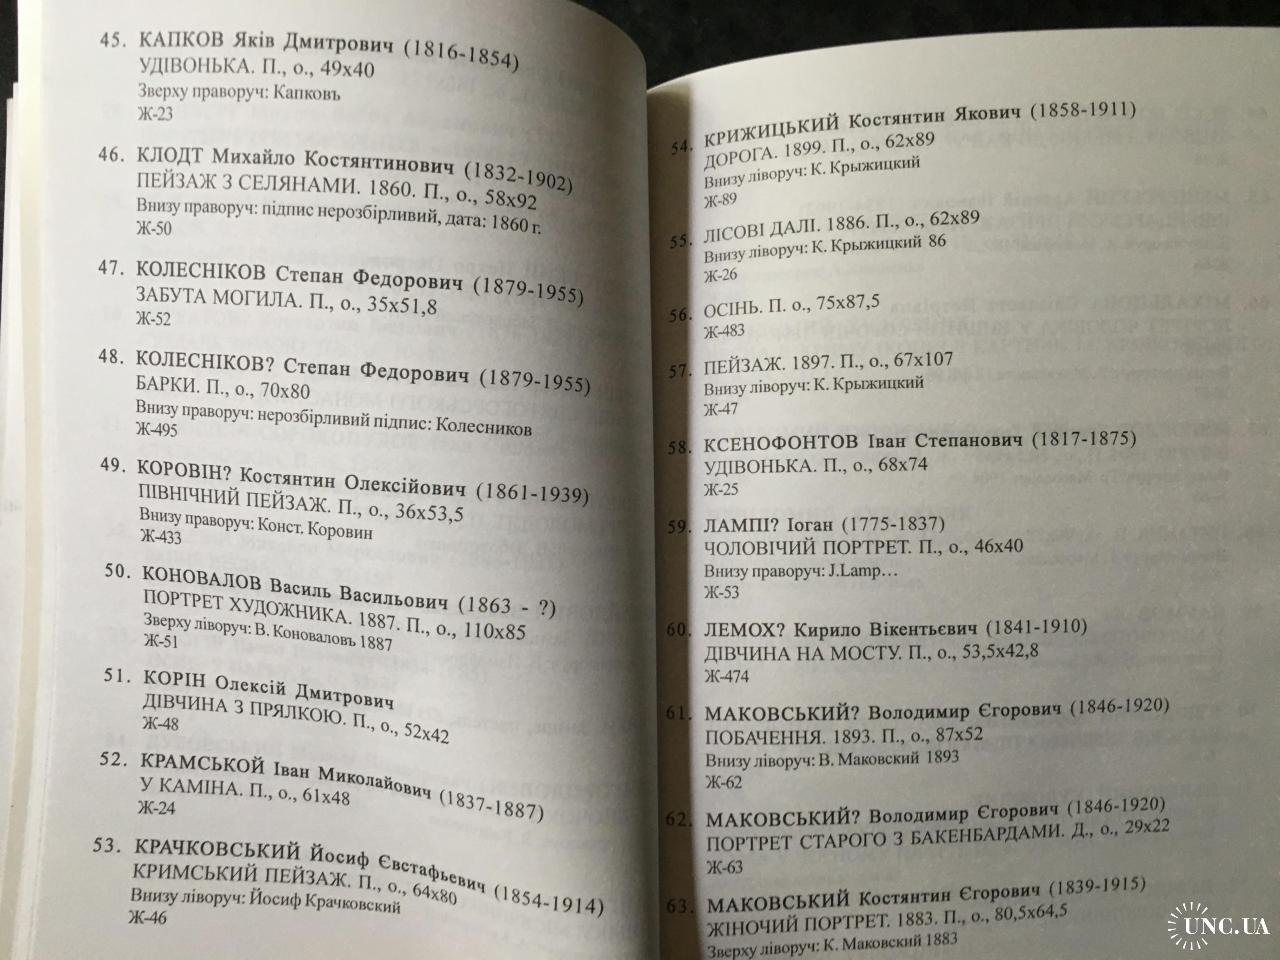 45. КАПКОВ Яків Дмитрович (1816-1854)
УДІВОНЬКА. П., о., 49х40
Зверху праворуч: Капковъ
Ж-23
46. КЛОДТ Михайло Костянтинович (1832-1902)
ПЕЙЗАЖ З СЕЛЯНАМИ. 1860. П., о., 58х92
Внизу праворуч: підпис нерозбірливий, дата: 1860 г.
Ж-50
47. КОЛЕСНІКОВ Степан Федорович (1879-1955)
ЗАБУТА МОГИЛА. П., о., 35х51,8
Ж-52
48. КОЛЕСНІКОВ? Степан Федорович (1879-1955)
БАРКИ. П., о., 70х80
Внизу праворуч: нерозбірливий підпис: Колесников
Ж-495
49. КОРОВІН? Костянтин Олексійович (1861-1939)
ПІВНІЧНИЙ ПЕЙЗАЖ. П., о., 36х53,5
Внизу праворуч: Конст. Коровин
Ж-433
50. КОНОВАЛОВ Василь Васильович (1863 - ?)
ПОРТРЕТ ХУДОЖНИКА. 1887. П., о., 110х85
Зверху ліворуч: В. Коноваловъ 1887
Ж-51
51. КОРІН Олексій Дмитрович
ДІВЧИНА З ПРЯЛКОЮ. П., о., 52х42
Ж-48
52. КРАМСЬКОЙ Іван Миколайович (1837-1887)
У КАМІНА. П., о., 61х48
Ж-24
53. КРАЧКОВСЬКИЙ Йосиф Євстафьевич (1854-1914)
КРИМСЬКИЙ ПЕЙЗАЖ. П., о., 64х80
Внизу ліворуч: Йосиф Крачковский
Ж-46
54. КРИЖИЦЬКИЙ Костянтин Якович (1858-1911)
ДОРОГА. 1899. П., о., 62х89
Внизу ліворуч: К. Крыжицкий
Ж-89
55. ЛІСОВІ ДАЛІ. 1886. П., о., 62х89
Внизу ліворуч: К. Крыжицкий 86
Ж-26
56. ОСІНЬ. П. о., 75х87,5
Ж-483
57. ПЕЙЗАЖ. 1897. П., о., 67х107
Внизу ліворуч: К. Крыжицкий
Ж-47
58. КСЕНОФОНТОВ Іван Степанович (1817-1875)
УДІВОНЬКА. П., о., 68х74
Ж-25
59. ЛАМПІ? Іоган (1775-1837)
ЧОЛОВІЧИЙ ПОРТРЕТ. П., о., 46х40
Внизу праворуч: J.Lamp…
Ж-53
60. ЛЕМОХ? Кирило Вікентьєвич (1841-1910)
ДІВЧИНА НА МОСТУ. П., о., 53,5х42,8
Ж-474
61. МАКОВСЬКИЙ? Володимир Єгорович (1846-1920)
ПОБАЧЕННЯ. 1893. П., о., 87х52
Внизу ліворуч: В. Маковский 1893
Ж-62
62. МАКОВСЬКИЙ? Володимир Єгорович (1846-1920)
ПОРТРЕТ СТАРОГО З БАКЕНБАРДАМИ. Д., о., 29х22
Ж-63
63. МАКОВСЬКИЙ Костянтин Єгорович (1839-1915)
ЖІНОЧИЙ ПОРТРЕТ. 1883. П., о., 80,5х64,5
Зверху ліворуч: К. Маковский 1883
UNC.UA